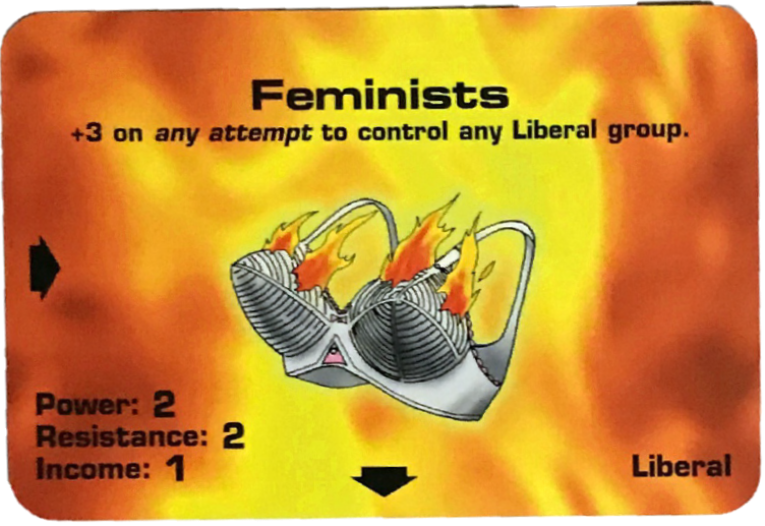 Feminists
+3 on any attempt to control any Liberal group.
Power: 2
Resistance: 2
Income: 1
Liberal